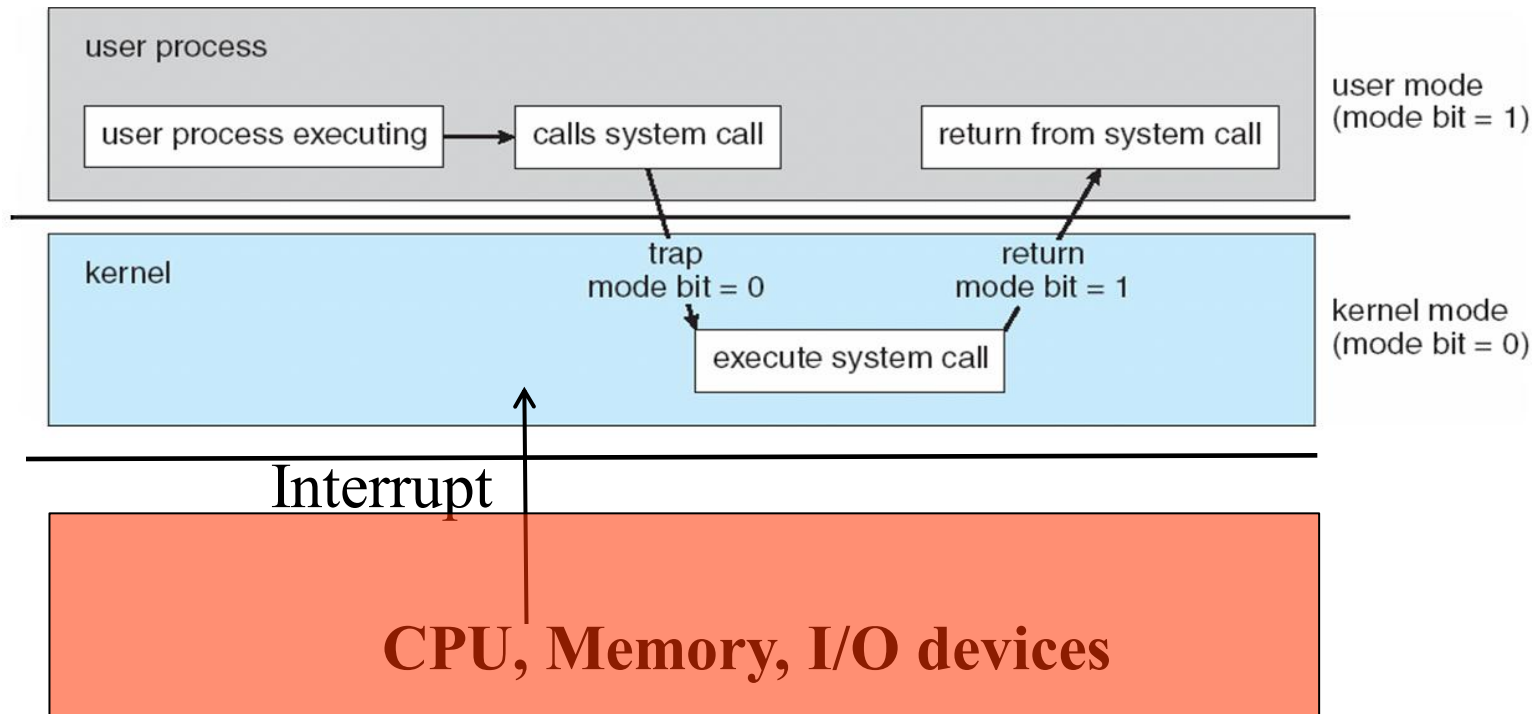 user process
user process executing
calls system call
return from system call
user mode
(mode bit = 1)
kernel
trap
mode bit = 0
return
mode bit = 1
execute system call
kernel mode
(mode bit = 0)
Interrupt
CPU, Memory, I/O devices